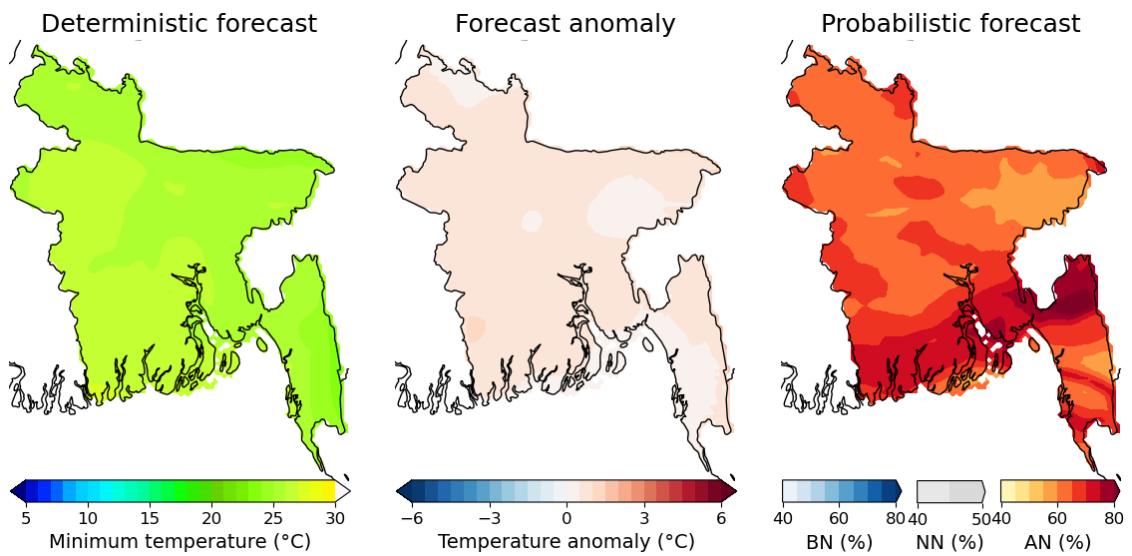 Deterministic forecast Forecast anomaly Probabilistic forecast
5 10 15 20 25 30 −6 −3 0 3 6 40 60 80 40 50 40 60 80
Minimum temperature (°C) Temperature anomaly (°C) BN (%) NN (%) AN (%)